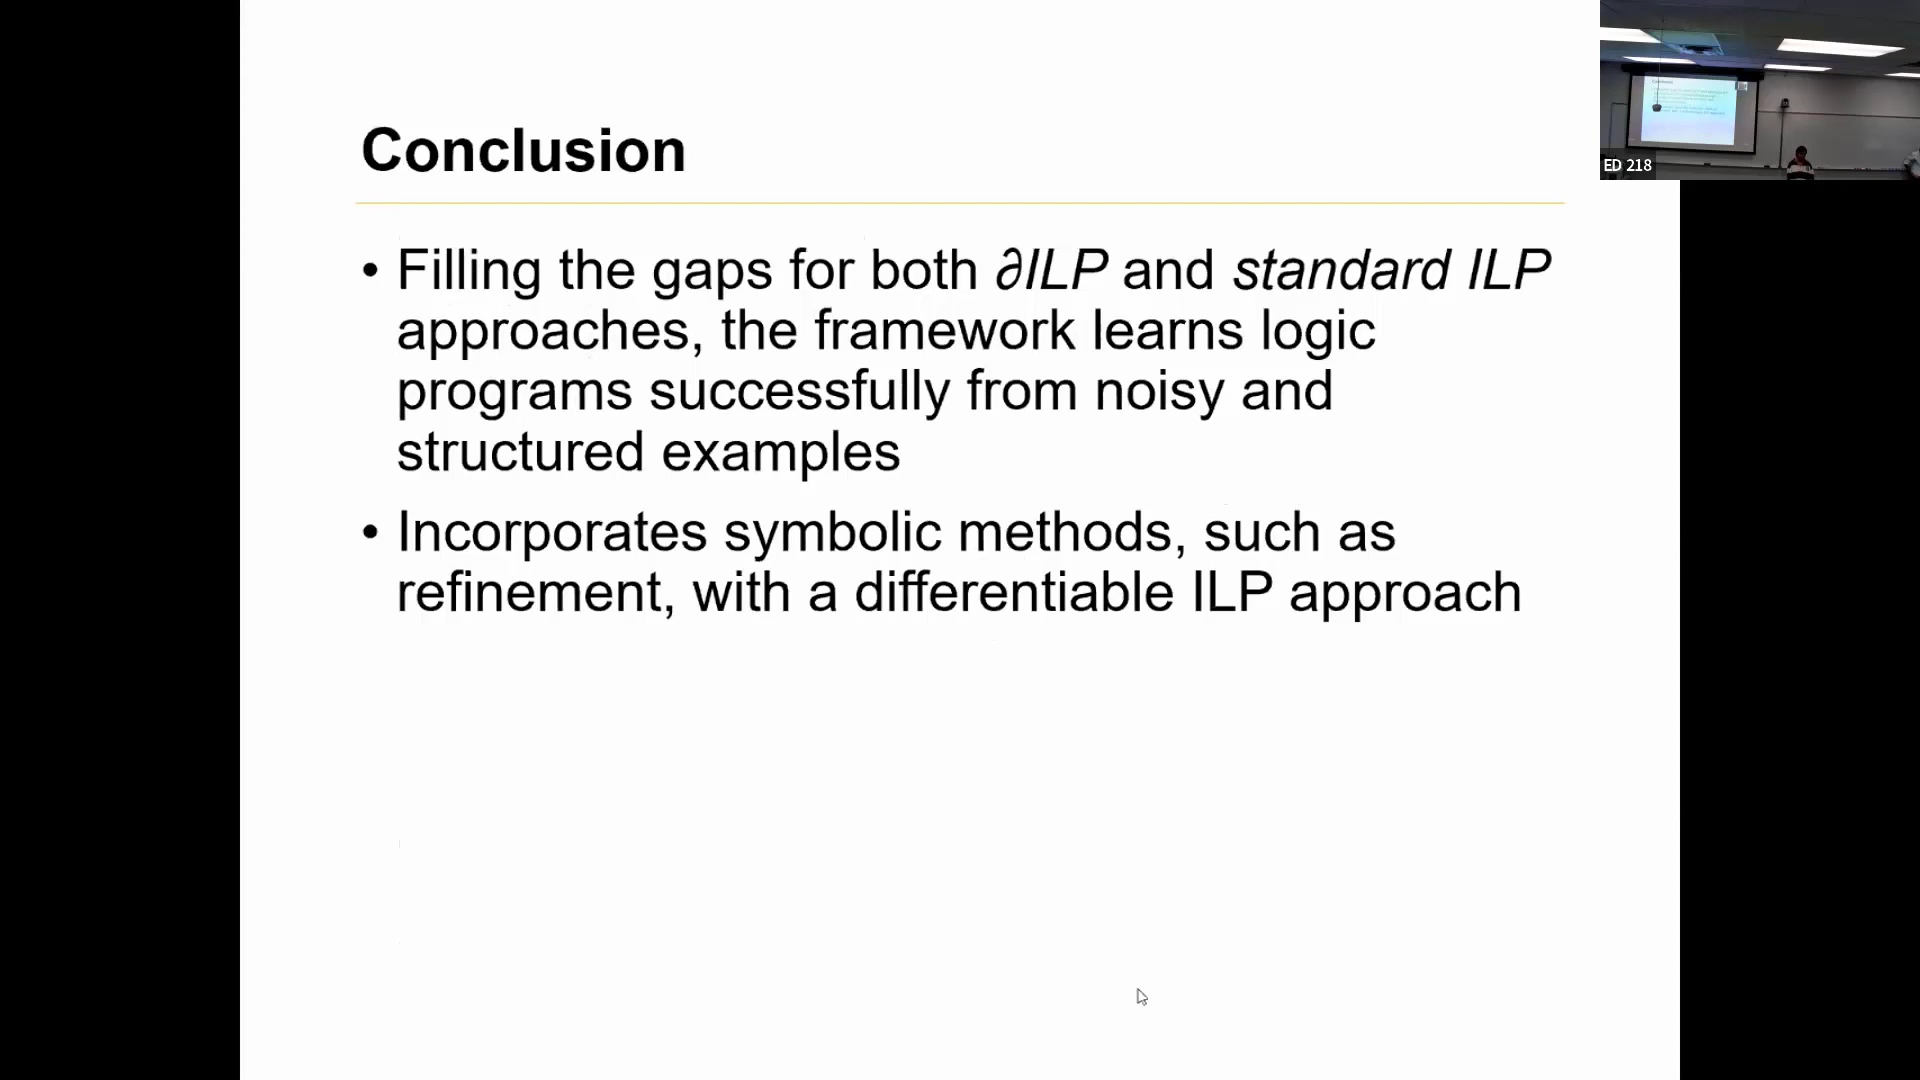 Conclusion
• Filling the gaps for both ∂ILP and standard ILP
approaches, the framework learns logic
programs successfully from noisy and
structured examples
• Incorporates symbolic methods, such as
refinement, with a differentiable ILP approach
ED 218